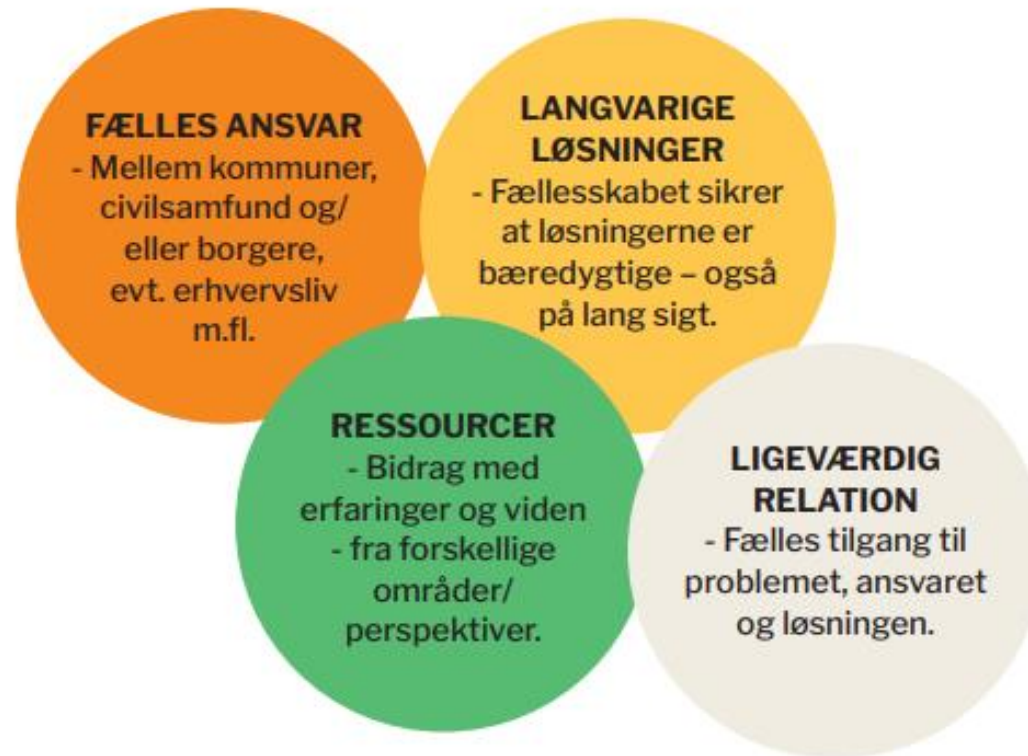 FÆLLES ANSVAR
- Mellem kommuner,
civilsamfund og/
eller borgere,
evt. erhvervsliv
m.fl.
LANGVARIGE
LØSNINGER
- Fællesskabet sikrer
at løsningerne er
bæredygtige – også
på lang sigt.
RESSOURCER
- Bidrag med
erfaringer og viden
- fra forskellige
områder/
perspektiver.
LIGEVÆRDIG
RELATION
- Fælles tilgang til
problemet, ansvaret
og løsningen.